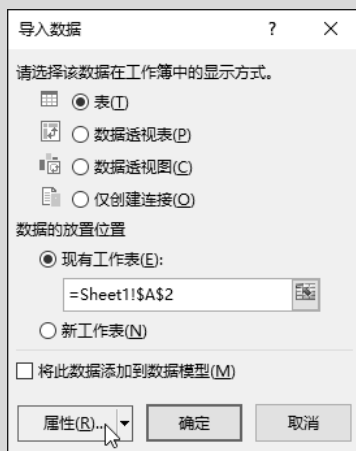 导入数据 ?
请选择该数据在工作簿中的显示方式。
表(T)
数据透视表(P)
数据透视图(C)
仅创建连接(O)
数据的放置位置
现有工作表(E):
=Sheet1!$A$2
新工作表(N)
将此数据添加到数据模型(M)
属性(R)... 确定 取消